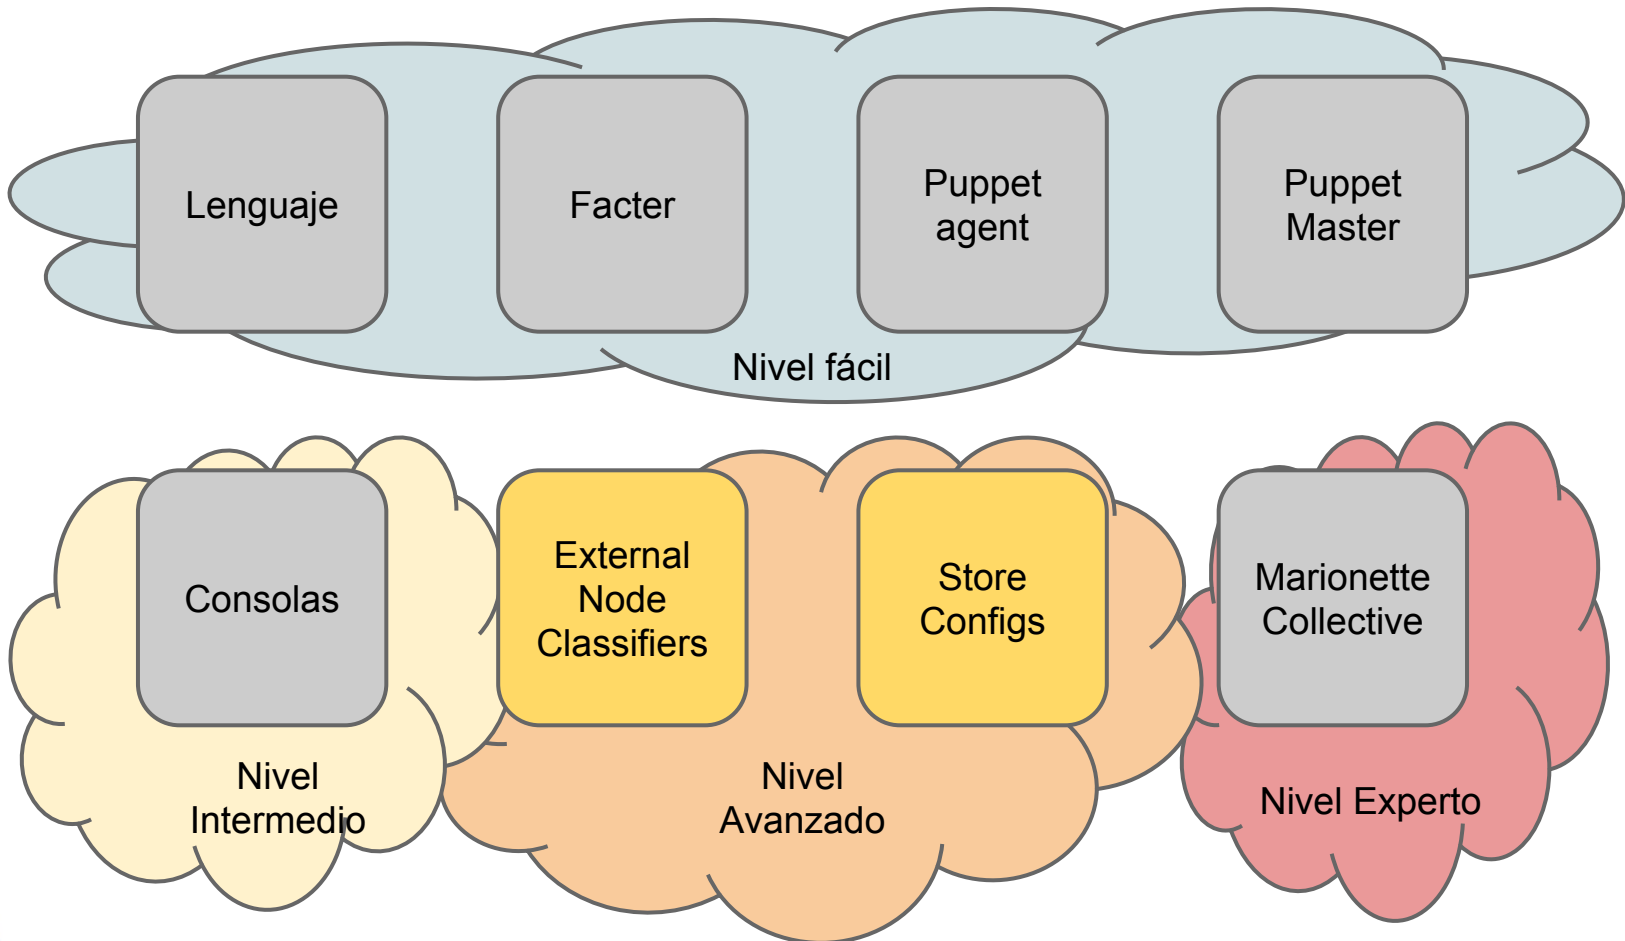 Lenguaje
Facter
Puppet
agent
Puppet
Master
Nivel fácil
Consolas
External
Node
Classifiers
Store
Configs
Marionette
Collective
Nivel
Intermedio
Nivel
Avanzado
Nivel Experto